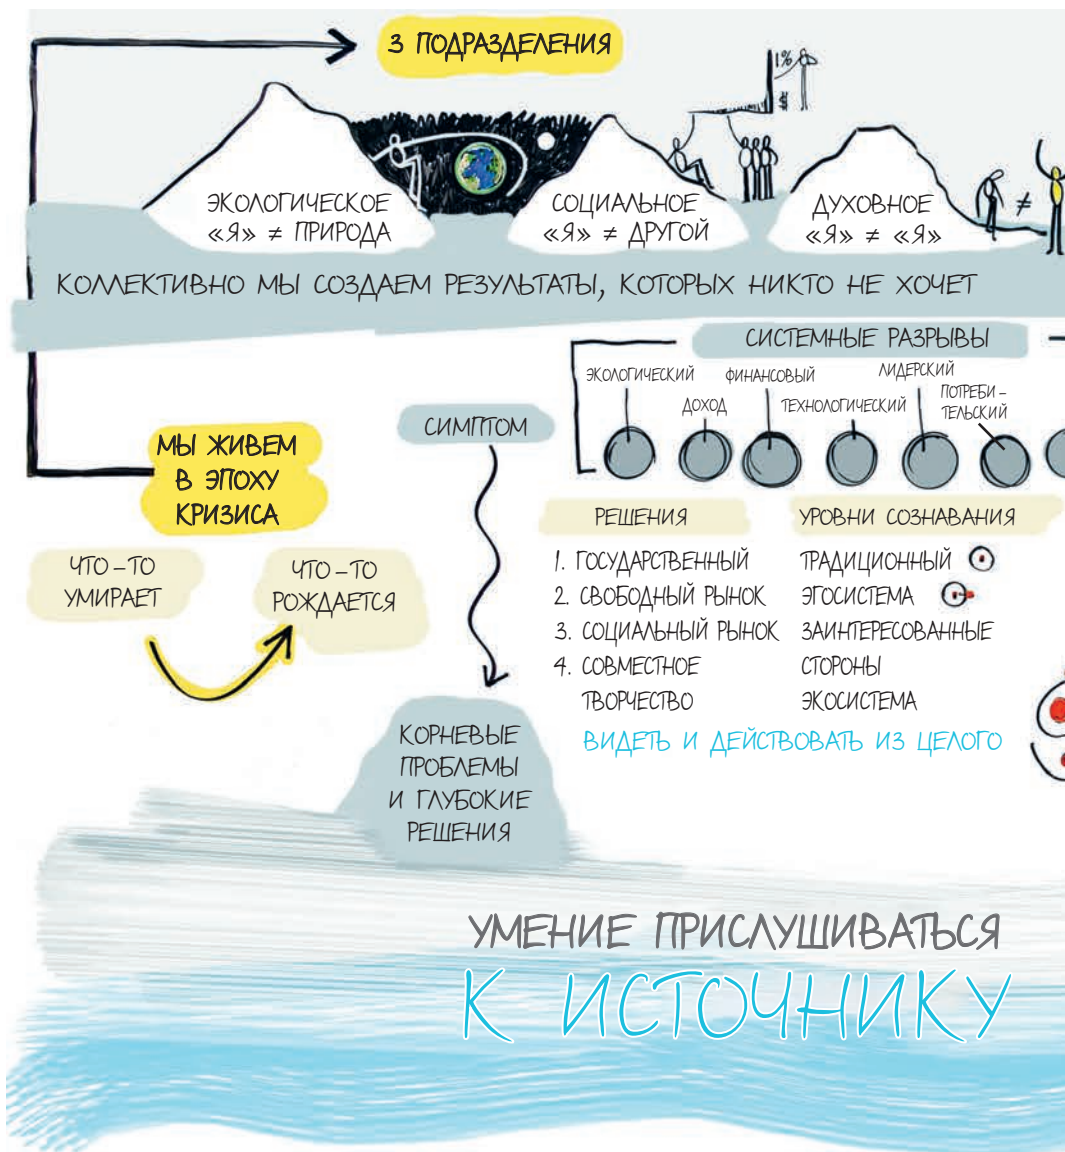 3 ПОДРАЗДЕЛЕНИЯ
1%
$
ЭКОЛОГИЧЕСКОЕ
«Я» ≠ ПРИРОДА
СОЦИАЛЬНОЕ
«Я» ≠ ДРУГОЙ
ДУХОВНОЕ
«Я» ≠ «Я»
≠
КОЛЛЕКТИВНО МЫ СОЗДАЕМ РЕЗУЛЬТАТЫ, КОТОРЫХ НИКТО НЕ ХОЧЕТ
СИСТЕМНЫЕ РАЗРЫВЫ
ЭКОЛОГИЧЕСКИЙ
ДОХОД
ФИНАНСОВЫЙ
ТЕХНОЛОГИЧЕСКИЙ
ЛИДЕРСКИЙ
ПОТРЕБИ–
ТЕЛЬСКИЙ
МЫ ЖИВЕМ
В ЭПОХУ
КРИЗИСА
ЧТО–ТО
УМИРАЕТ
ЧТО–ТО
РОЖДАЕТСЯ
СИМПТОМ
РЕШЕНИЯ
1. ГОСУДАРСТВЕННЫЙ
2. СВОБОДНЫЙ РЫНОК
3. СОЦИАЛЬНЫЙ РЫНОК
4. СОВМЕСТНОЕ
ТВОРЧЕСТВО
УРОВНИ СОЗНАВАНИЯ
ТРАДИЦИОННЫЙ
ЭГОСИСТЕМА
ЗАИНТЕРЕСОВАННЫЕ
СТОРОНЫ
ЭКОСИСТЕМА
ВИДЕТЬ И ДЕЙСТВОВАТЬ ИЗ ЦЕЛОГО
КОРНЕВЫЕ
ПРОБЛЕМЫ
И ГЛУБОКИЕ
РЕШЕНИЯ
УМЕНИЕ ПРИСЛУШИВАТЬСЯ
К ИСТОЧНИКУ